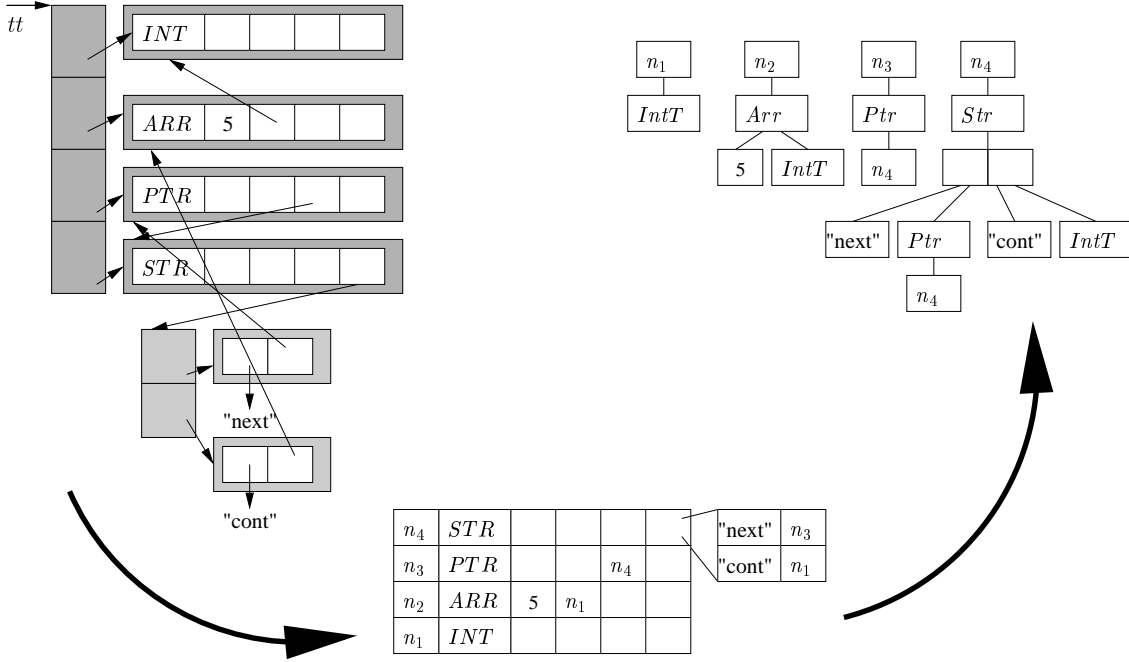 tt
INT
ARR 5
PTR
STR
"next"
"cont"
n₁ n₂ n₃ n₄
IntT Arr Ptr Str
5 IntT n₄
"next" Ptr "cont" IntT
n₄
n₄ STR "next" n₃
n₃ PTR n₄ "cont" n₁
n₂ ARR 5 n₁
n₁ INT